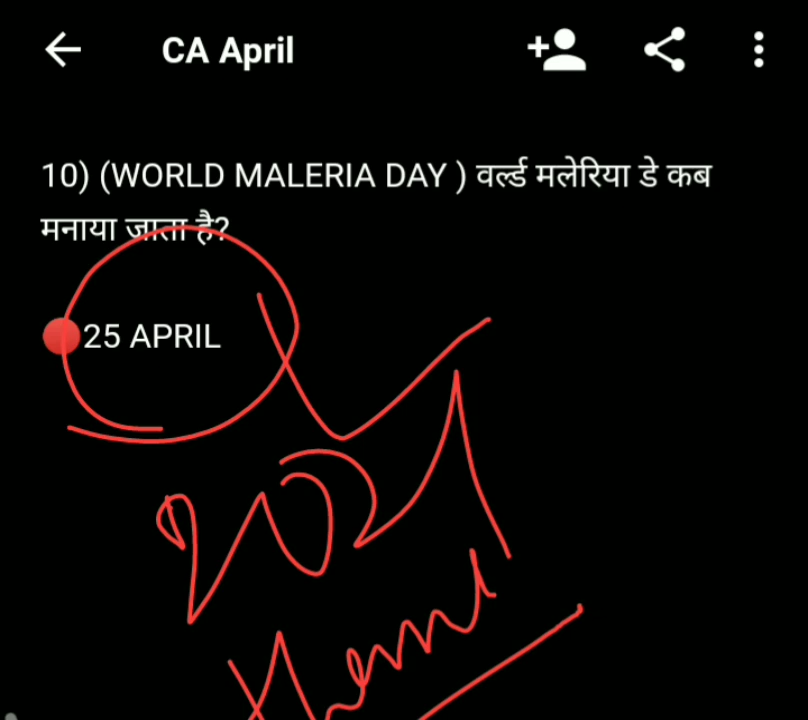 CA April
10) (WORLD MALERIA DAY ) वर्ल्ड मलेरिया डे कब
मनाया जाता है?
25 APRIL
2021